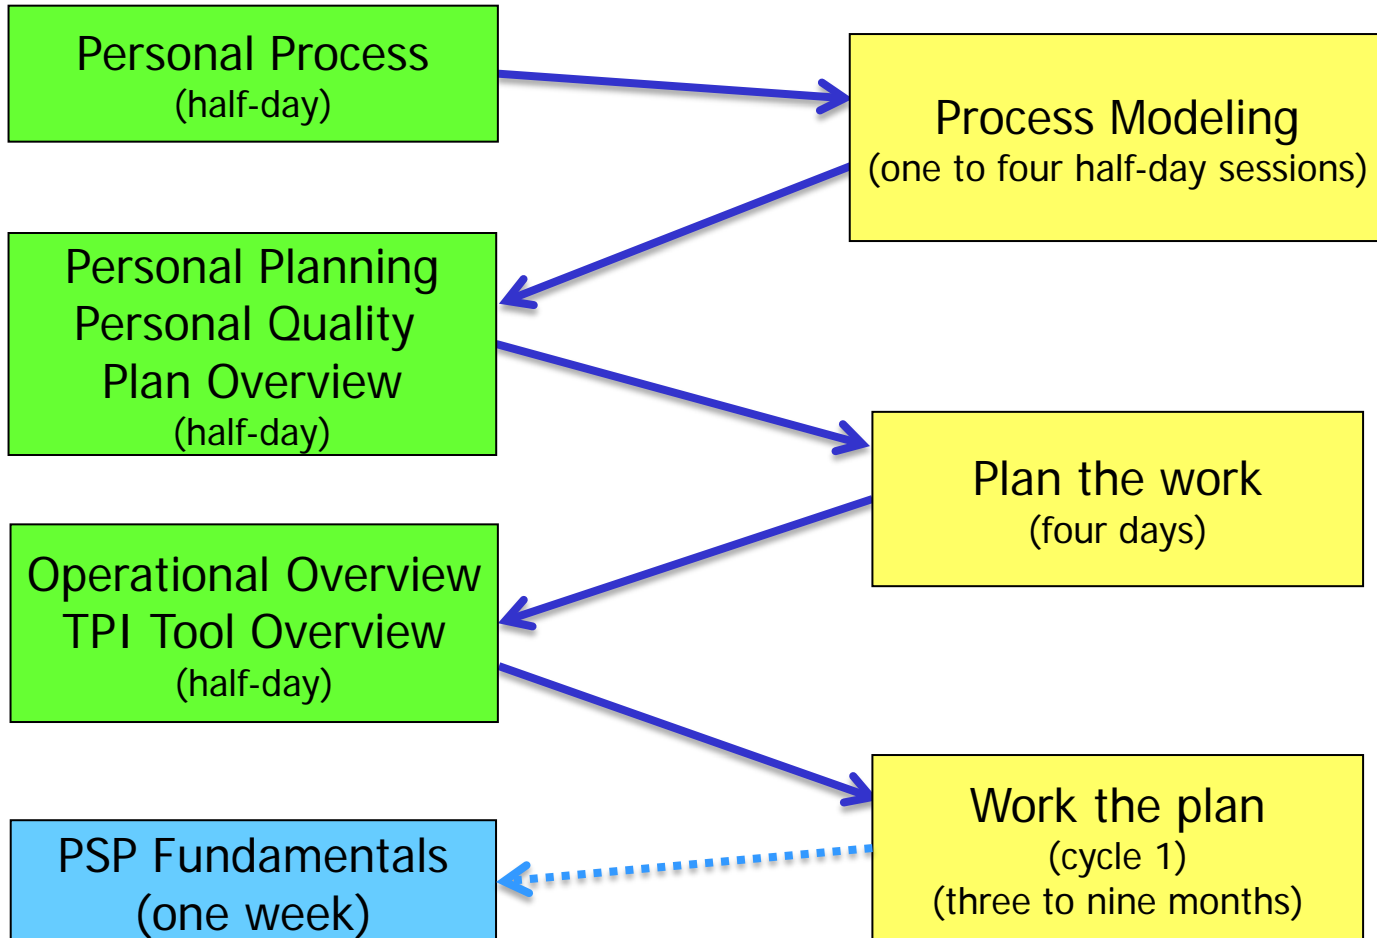 Personal Process
(half-day)
Process Modeling
(one to four half-day sessions)
Personal Planning
Personal Quality
Plan Overview
(half-day)
Plan the work
(four days)
Operational Overview
TPI Tool Overview
(half-day)
Work the plan
(cycle 1)
(three to nine months)
PSP Fundamentals
(one week)